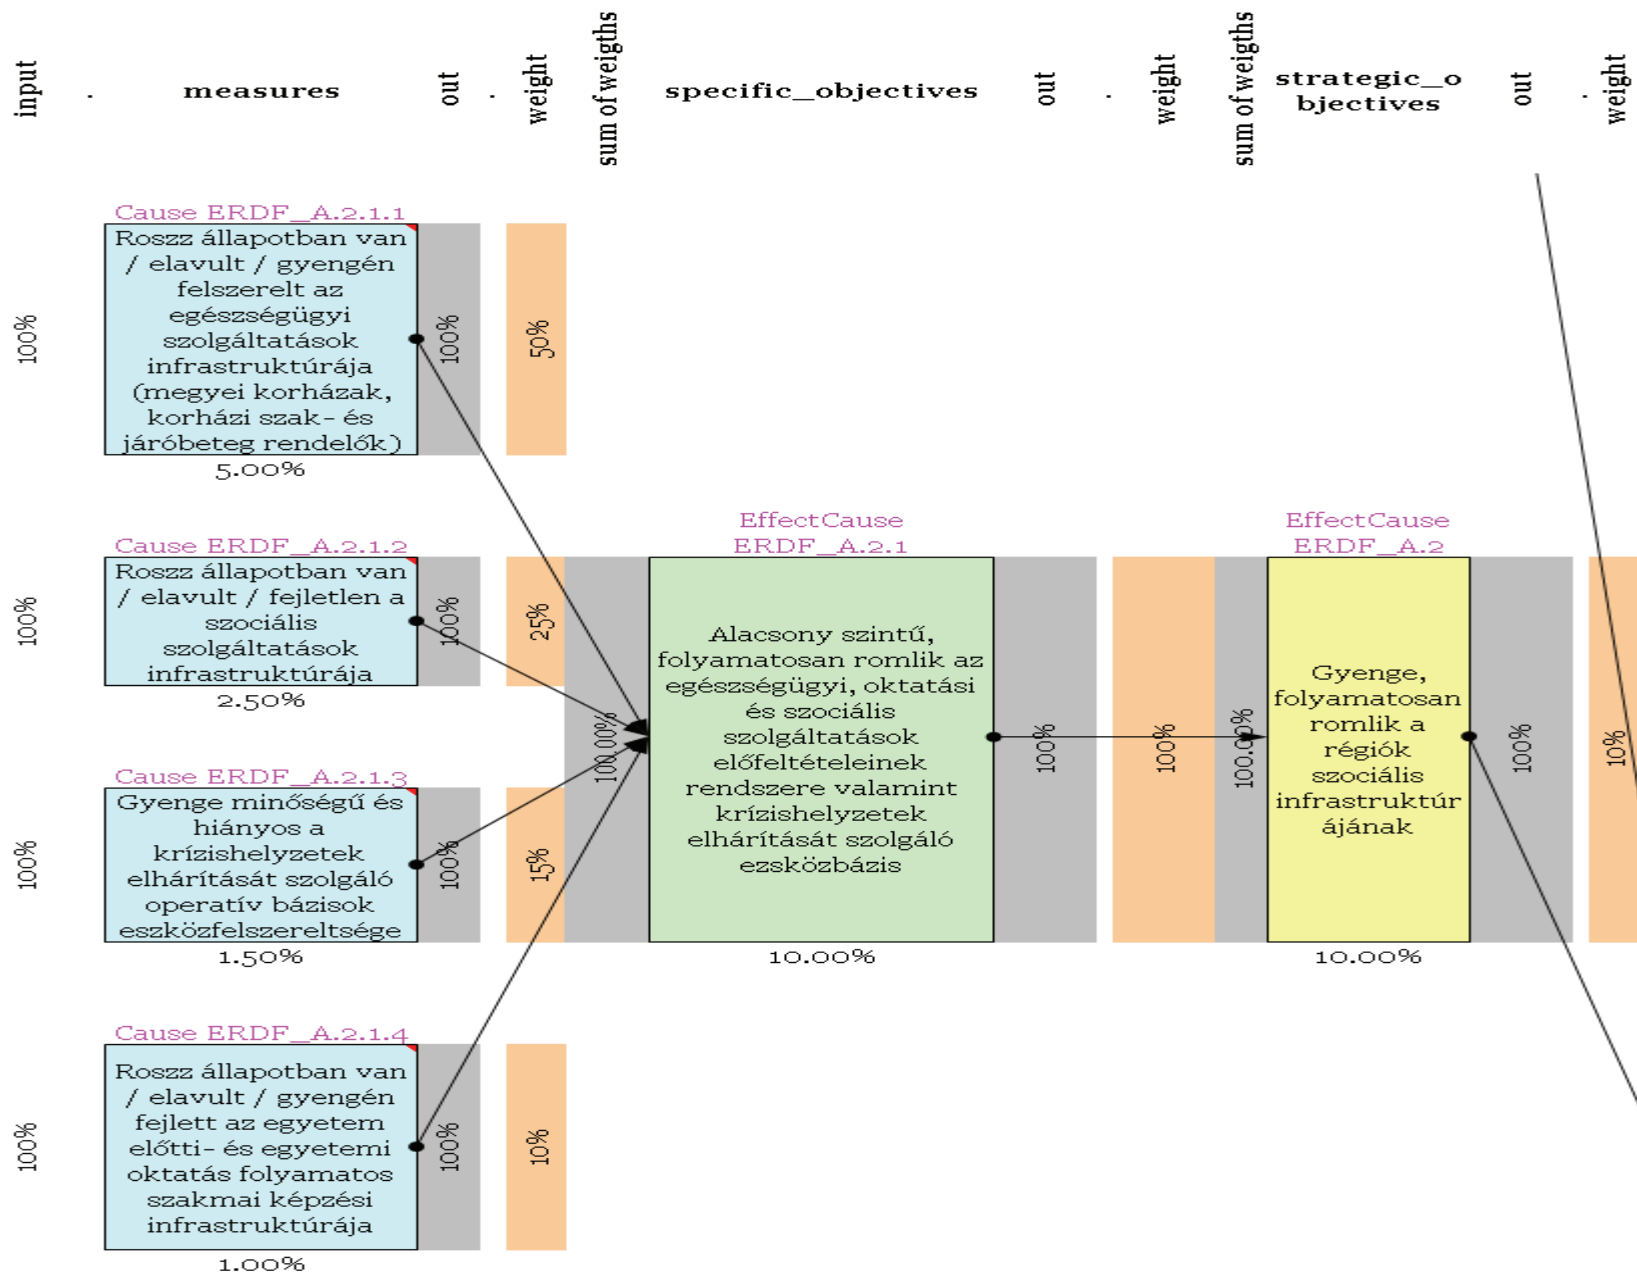 input
.
measures
out
.
weight
sum of weigths
specific_objectives
out
.
weight
sum of weigths
strategic_o
bjectives
out
.
weight
100%
Cause ERDF_A.2.1.1
Roszz állapotban van
/ elavult / gyengén
felszerelt az
egészségügyi
szolgáltatások
infrastruktúrája
(megyei korházak,
korházi szak- és
járóbeteg rendelők)
5.00%
100%
50%
100%
Cause ERDF_A.2.1.2
Roszz állapotban van
/ elavult / fejletlen a
szociális
szolgáltatások
infrastruktúrája
2.50%
100%
25%
100%
Cause ERDF_A.2.1.3
Gyenge minőségű és
hiányos a
krízishelyzetek
elhárítását szolgáló
operatív bázisok
eszközfelszereltsége
1.50%
100%
15%
100%
Cause ERDF_A.2.1.4
Roszz állapotban van
/ elavult / gyengén
fejlett az egyetem
előtti- és egyetemi
oktatás folyamatos
szakmai képzési
infrastruktúrája
1.00%
100%
10%
100.00%
EffectCause
ERDF_A.2.1
Alacsony szintű,
folyamatosan romlik az
egészségügyi, oktatási
és szociális
szolgáltatások
előfeltételeinek
rendszere valamint
krízishelyzetek
elhárítását szolgáló
ezsközbázis
10.00%
100%
100%
100.00%
EffectCause
ERDF_A.2
Gyenge,
folyamatosan
romlik a
régiók
szociális
infrastruktúr
ájának
10.00%
100%
10%